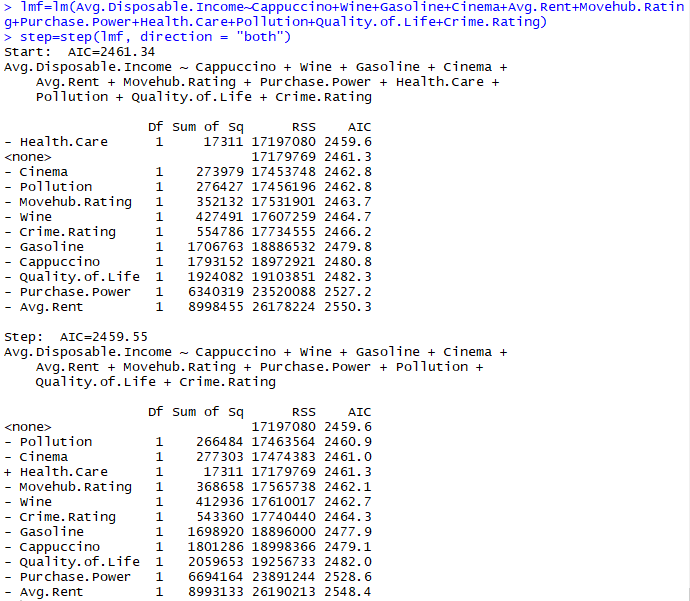 > lmf=lm(Avg.Disposable.Income~Cappuccino+Wine+Gasoline+Cinema+Avg.Rent+Movehub.Ratin
g+Purchase.Power+Health.Care+Pollution+Quality.of.Life+Crime.Rating)
> step=step(lmf, direction = "both")
Start:  AIC=2461.34
Avg.Disposable.Income ~ Cappuccino + Wine + Gasoline + Cinema +
    Avg.Rent + Movehub.Rating + Purchase.Power + Health.Care +
    Pollution + Quality.of.Life + Crime.Rating
                  Df Sum of Sq      RSS    AIC
- Health.Care      1     17311 17197080 2459.6
<none>                         17179769 2461.3
- Cinema           1    273979 17453748 2462.8
- Pollution        1    276427 17456196 2462.8
- Movehub.Rating   1    352132 17531901 2463.7
- Wine             1    427491 17607259 2464.7
- Crime.Rating     1    554786 17734555 2466.2
- Gasoline         1   1706763 18886532 2479.8
- Cappuccino       1   1793152 18972921 2480.8
- Quality.of.Life  1   1924082 19103851 2482.3
- Purchase.Power   1   6340319 23520088 2527.2
- Avg.Rent         1   8998455 26178224 2550.3
Step:  AIC=2459.55
Avg.Disposable.Income ~ Cappuccino + Wine + Gasoline + Cinema +
    Avg.Rent + Movehub.Rating + Purchase.Power + Pollution +
    Quality.of.Life + Crime.Rating
                  Df Sum of Sq      RSS    AIC
<none>                         17197080 2459.6
- Pollution        1    266484 17463564 2460.9
- Cinema           1    277303 17474383 2461.0
+ Health.Care      1     17311 17179769 2461.3
- Movehub.Rating   1    368658 17565738 2462.1
- Wine             1    412936 17610017 2462.7
- Crime.Rating     1    543360 17740440 2464.3
- Gasoline         1   1698920 18896000 2477.9
- Cappuccino       1   1801286 18998366 2479.1
- Quality.of.Life  1   2059653 19256733 2482.0
- Purchase.Power   1   6694164 23891244 2528.6
- Avg.Rent         1   8993133 26190213 2548.4